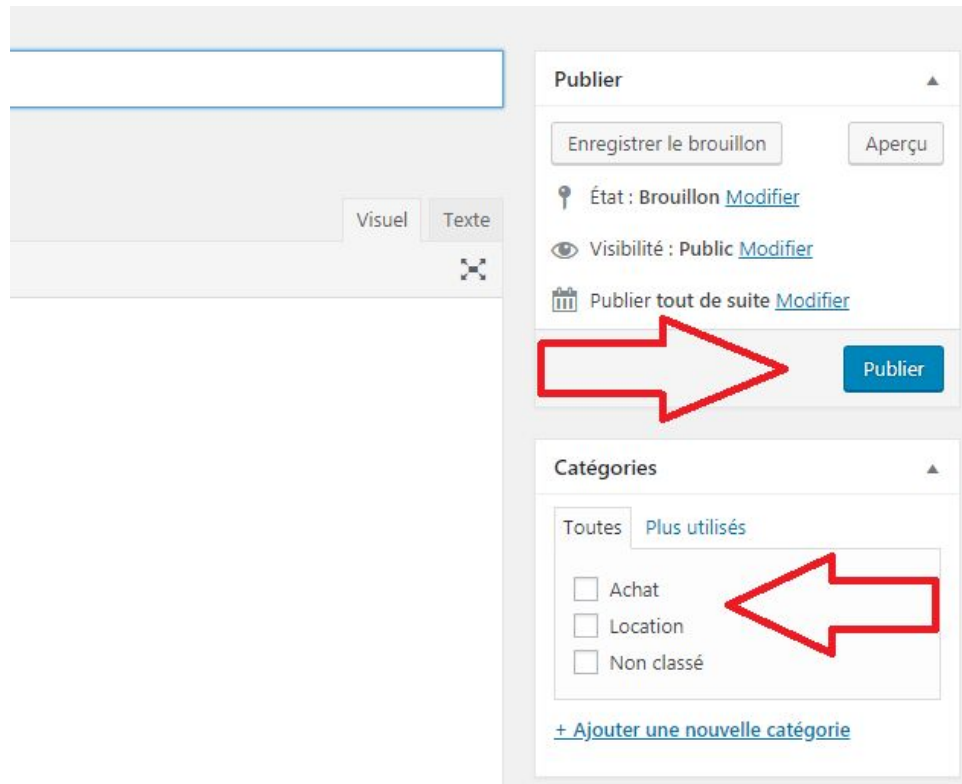 Publier
Enregistrer le brouillon Aperçu
État : Brouillon Modifier
Visuel Texte
Visibilité : Public Modifier
Publier tout de suite Modifier
Publier
Catégories
Toutes Plus utilisés
Achat
Location
Non classé
+ Ajouter une nouvelle catégorie